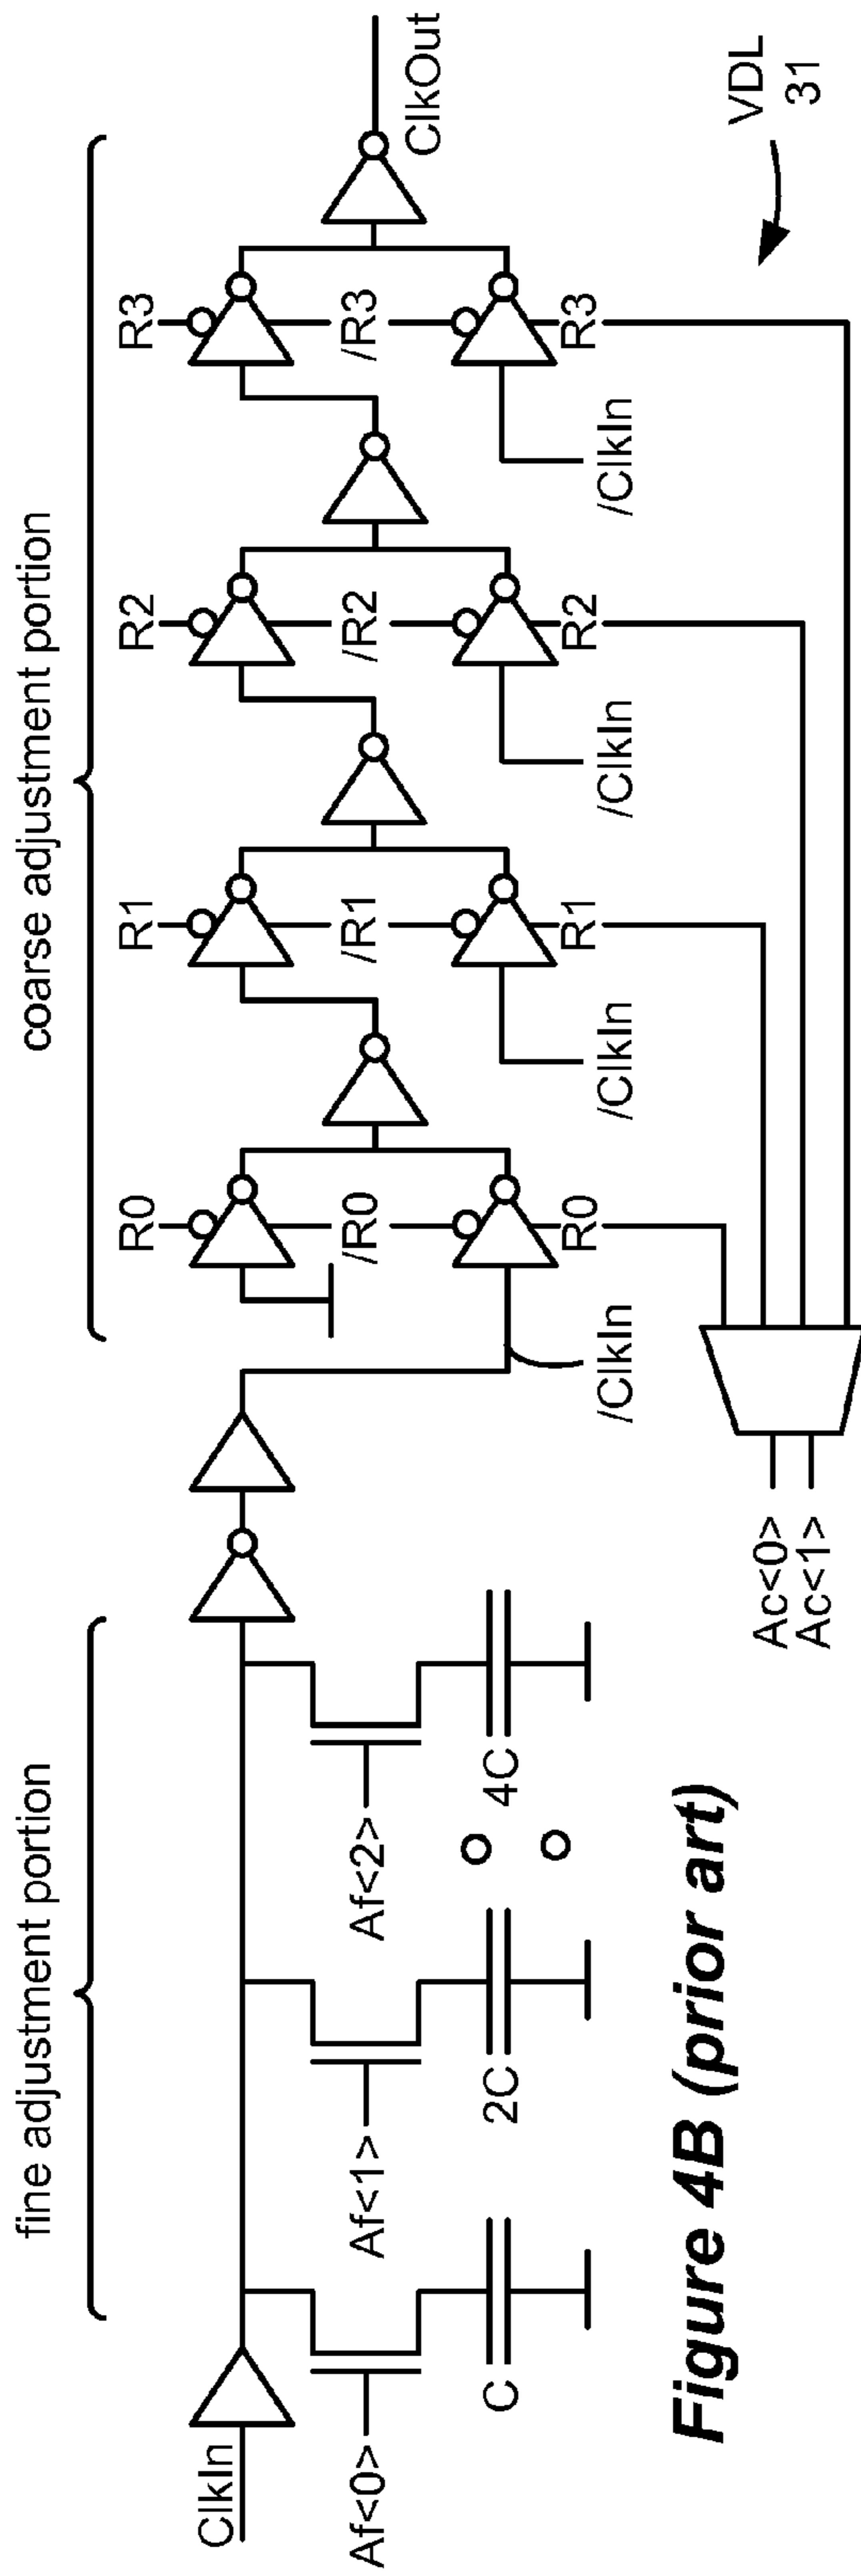 fine adjustment portion
coarse adjustment portion
ClkIn
R0
R1
R2
R3
ClkOut
Af<0>
Af<1>
Af<2>
/R0
/R1
/R2
/R3
C
2C
4C
R0
R1
R2
R3
/ClkIn
/ClkIn
/ClkIn
/ClkIn
Ac<0>
Ac<1>
VDL
31
Figure 4B (prior art)